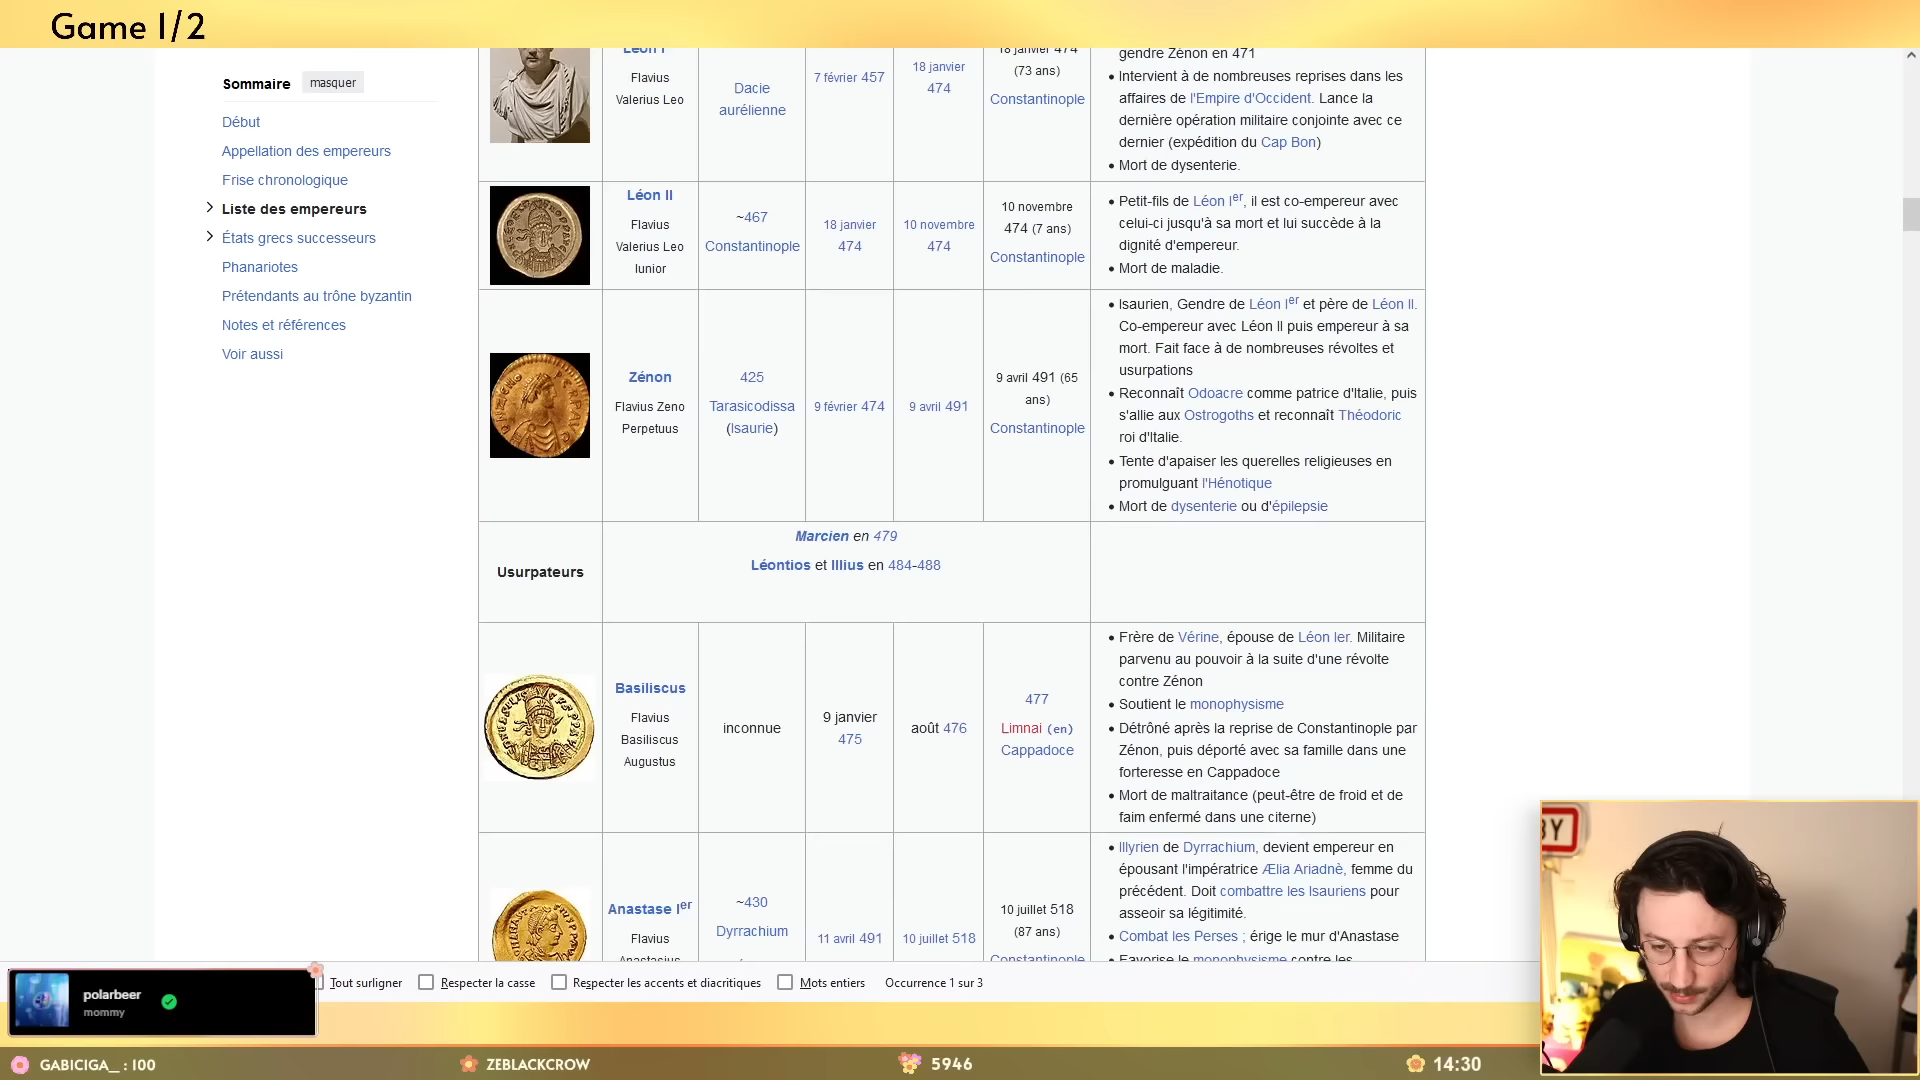 Game 1/2
Sommaire
masquer
Début
Appellation des empereurs
Frise chronologique
Liste des empereurs
États grecs successeurs
Phanariotes
Prétendants au trône byzantin
Notes et références
Voir aussi
Léon I
Flavius
Valerius Leo
Dacie
aurélienne
7 février 457
18 janvier
474
18 janvier 474
(73 ans)
Constantinople
gendre Zénon en 471
• Intervient à de nombreuses reprises dans les
affaires de l'Empire d'Occident. Lance la
dernière opération militaire conjointe avec ce
dernier (expédition du Cap Bon)
• Mort de dysenterie.
Léon II
Flavius
Valerius Leo
Iunior
~467
Constantinople
18 janvier
474
10 novembre
474
10 novembre
474 (7 ans)
Constantinople
• Petit-fils de Léon Ier, il est co-empereur avec
celui-ci jusqu'à sa mort et lui succède à la
dignité d'empereur.
• Mort de maladie.
Zénon
Flavius Zeno
Perpetuus
425
Tarasicodissa
(Isaurie)
9 février 474
9 avril 491
9 avril 491 (65
ans)
Constantinople
• Isaurien, Gendre de Léon Ier et père de Léon II.
Co-empereur avec Léon II puis empereur à sa
mort. Fait face à de nombreuses révoltes et
usurpations
• Reconnaît Odoacre comme patrice d'Italie, puis
s'allie aux Ostrogoths et reconnaît Théodoric
roi d'Italie.
• Tente d'apaiser les querelles religieuses en
promulguant l'Hénotique
• Mort de dysenterie ou d'épilepsie
Usurpateurs
Marcien en 479
Léontios et Illius en 484-488
Basiliscus
Flavius
Basiliscus
Augustus
inconnue
9 janvier
475
août 476
477
Limnai (en)
Cappadoce
• Frère de Vérine, épouse de Léon Ier. Militaire
parvenu au pouvoir à la suite d'une révolte
contre Zénon
• Soutient le monophysisme
• Détrôné après la reprise de Constantinople par
Zénon, puis déporté avec sa famille dans une
forteresse en Cappadoce
• Mort de maltraitance (peut-être de froid et de
faim enfermé dans une citerne)
Anastase Ier
Flavius
Anastasius
~430
Dyrrachium
11 avril 491
10 juillet 518
10 juillet 518
(87 ans)
Constantinople
• Illyrien de Dyrrachium, devient empereur en
épousant l'impératrice Ælia Ariadnè, femme du
précédent. Doit combattre les Isauriens pour
asseoir sa légitimité.
• Combat les Perses ; érige le mur d'Anastase
• Favorise le monophysisme contre les
Tout surligner
Respecter la casse
Respecter les accents et diacritiques
Mots entiers
Occurrence 1 sur 3
polarbeer
mommy
BY
GABICIGA_ : 100
ZEBLACKCROW
5946
14:30